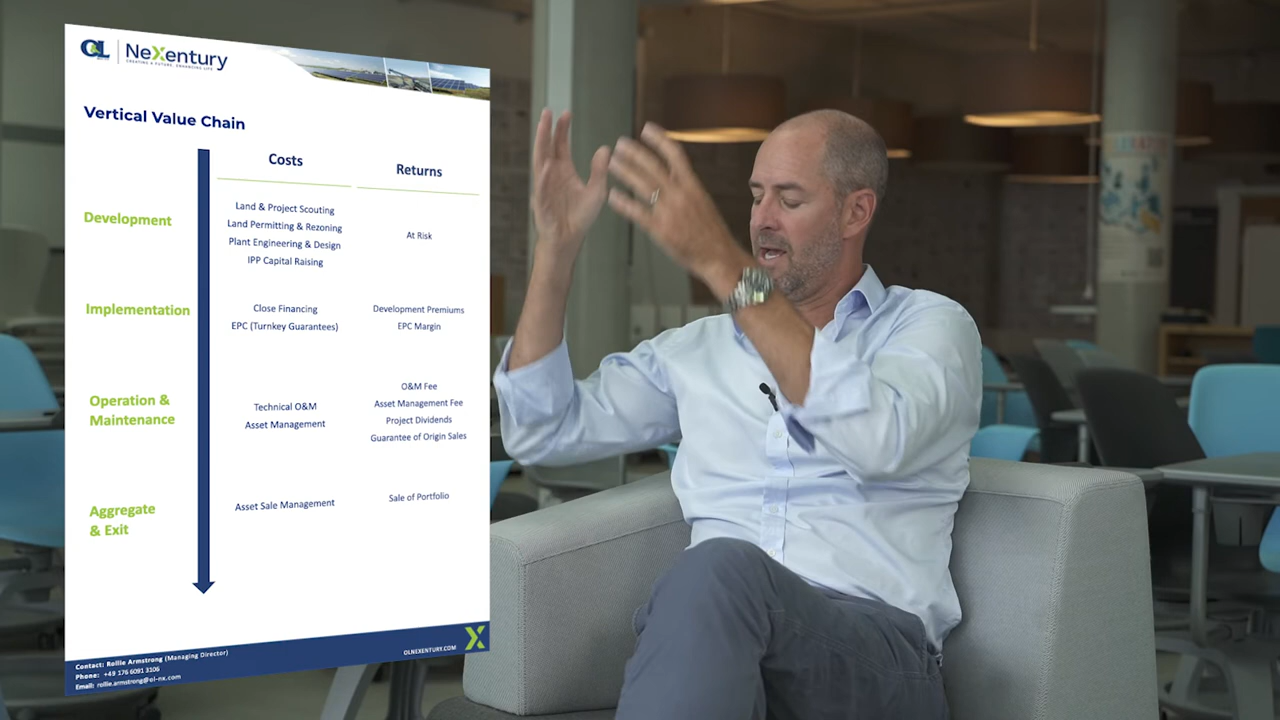 O&L
NeXentury
CREATING A FUTURE, ENHANCING LIFE
Vertical Value Chain
Costs
Returns
Development
Land & Project Scouting
Land Permitting & Rezoning
Plant Engineering & Design
IPP Capital Raising
At Risk
Implementation
Close Financing
EPC (Turnkey Guarantees)
Development Premiums
EPC Margin
Operation &
Maintenance
Technical O&M
Asset Management
O&M Fee
Asset Management Fee
Project Dividends
Guarantee of Origin Sales
Aggregate
& Exit
Asset Sale Management
Sale of Portfolio
Contact: Rollie Armstrong (Managing Director)
Phone: +49 176 6091 3106
Email: rollie.armstrong@ol-nx.com
OLNEXENTURY.COM